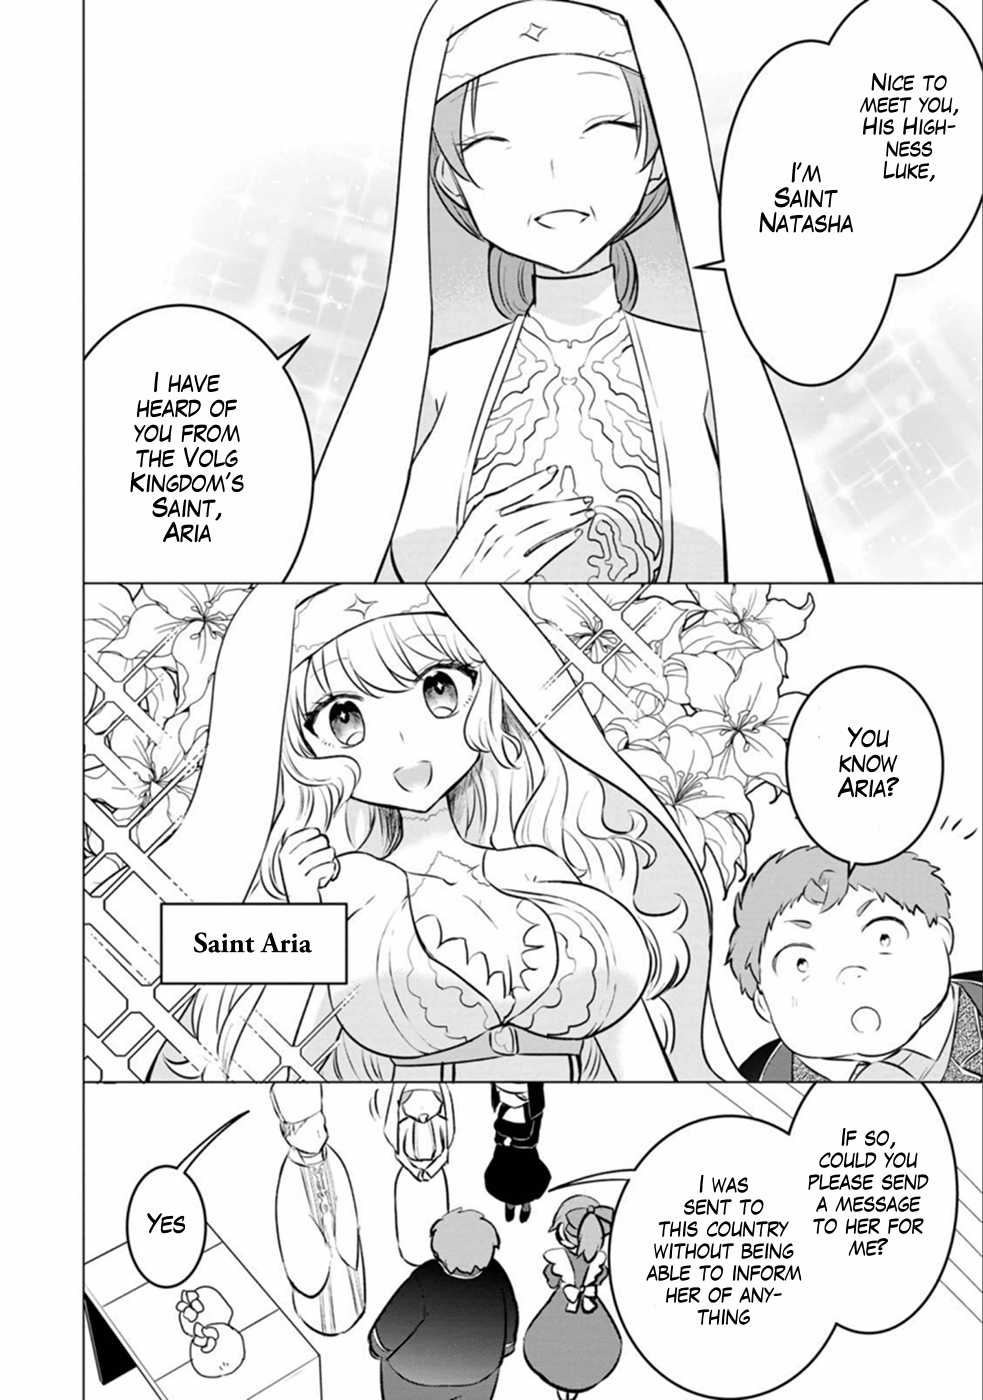 NICE TO
MEET YOU,
HIS HIGH-
NESS
LUKE,
I'M
SAINT
NATASHA
I HAVE
HEARD OF
YOU FROM
THE VOLG
KINGDOM'S
SAINT,
ARIA
YOU
KNOW
ARIA?
Saint Aria
IF SO,
COULD YOU
PLEASE SEND
A MESSAGE
TO HER FOR
ME?
I WAS
SENT TO
THIS COUNTRY
WITHOUT BEING
ABLE TO INFORM
HER OF ANY-
THING
YES